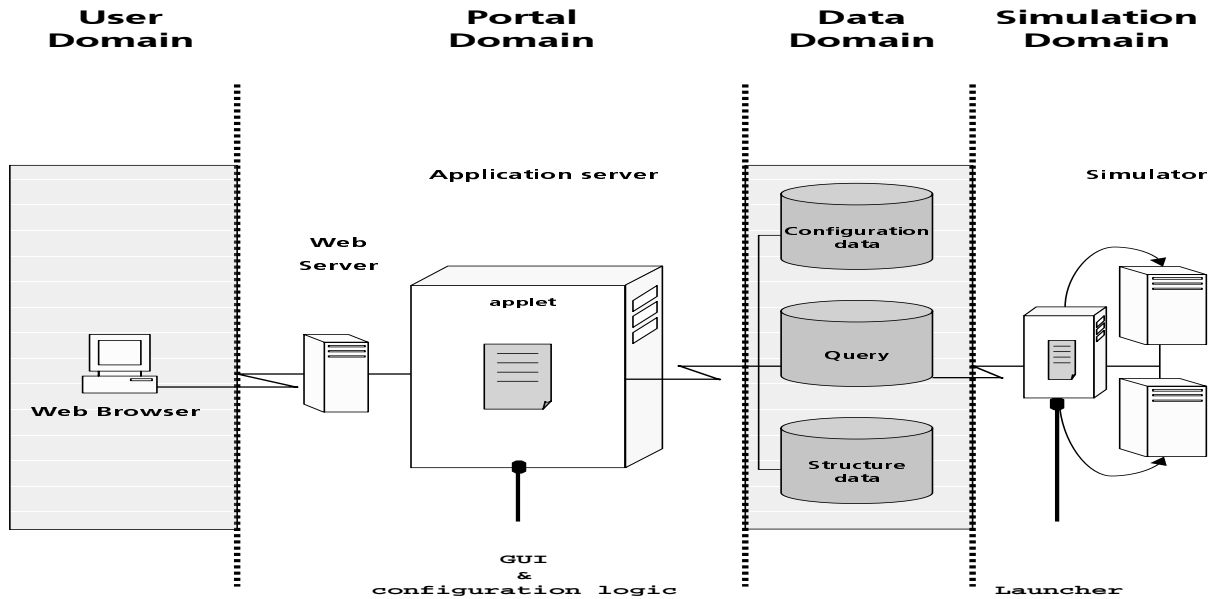 User
Domain
Portal
Domain
Data
Domain
Simulation
Domain
Application server
Simulator
Web
Server
applet
Configuration
data
Query
Structure
data
Web Browser
GUI
&
configuration logic
Launcher